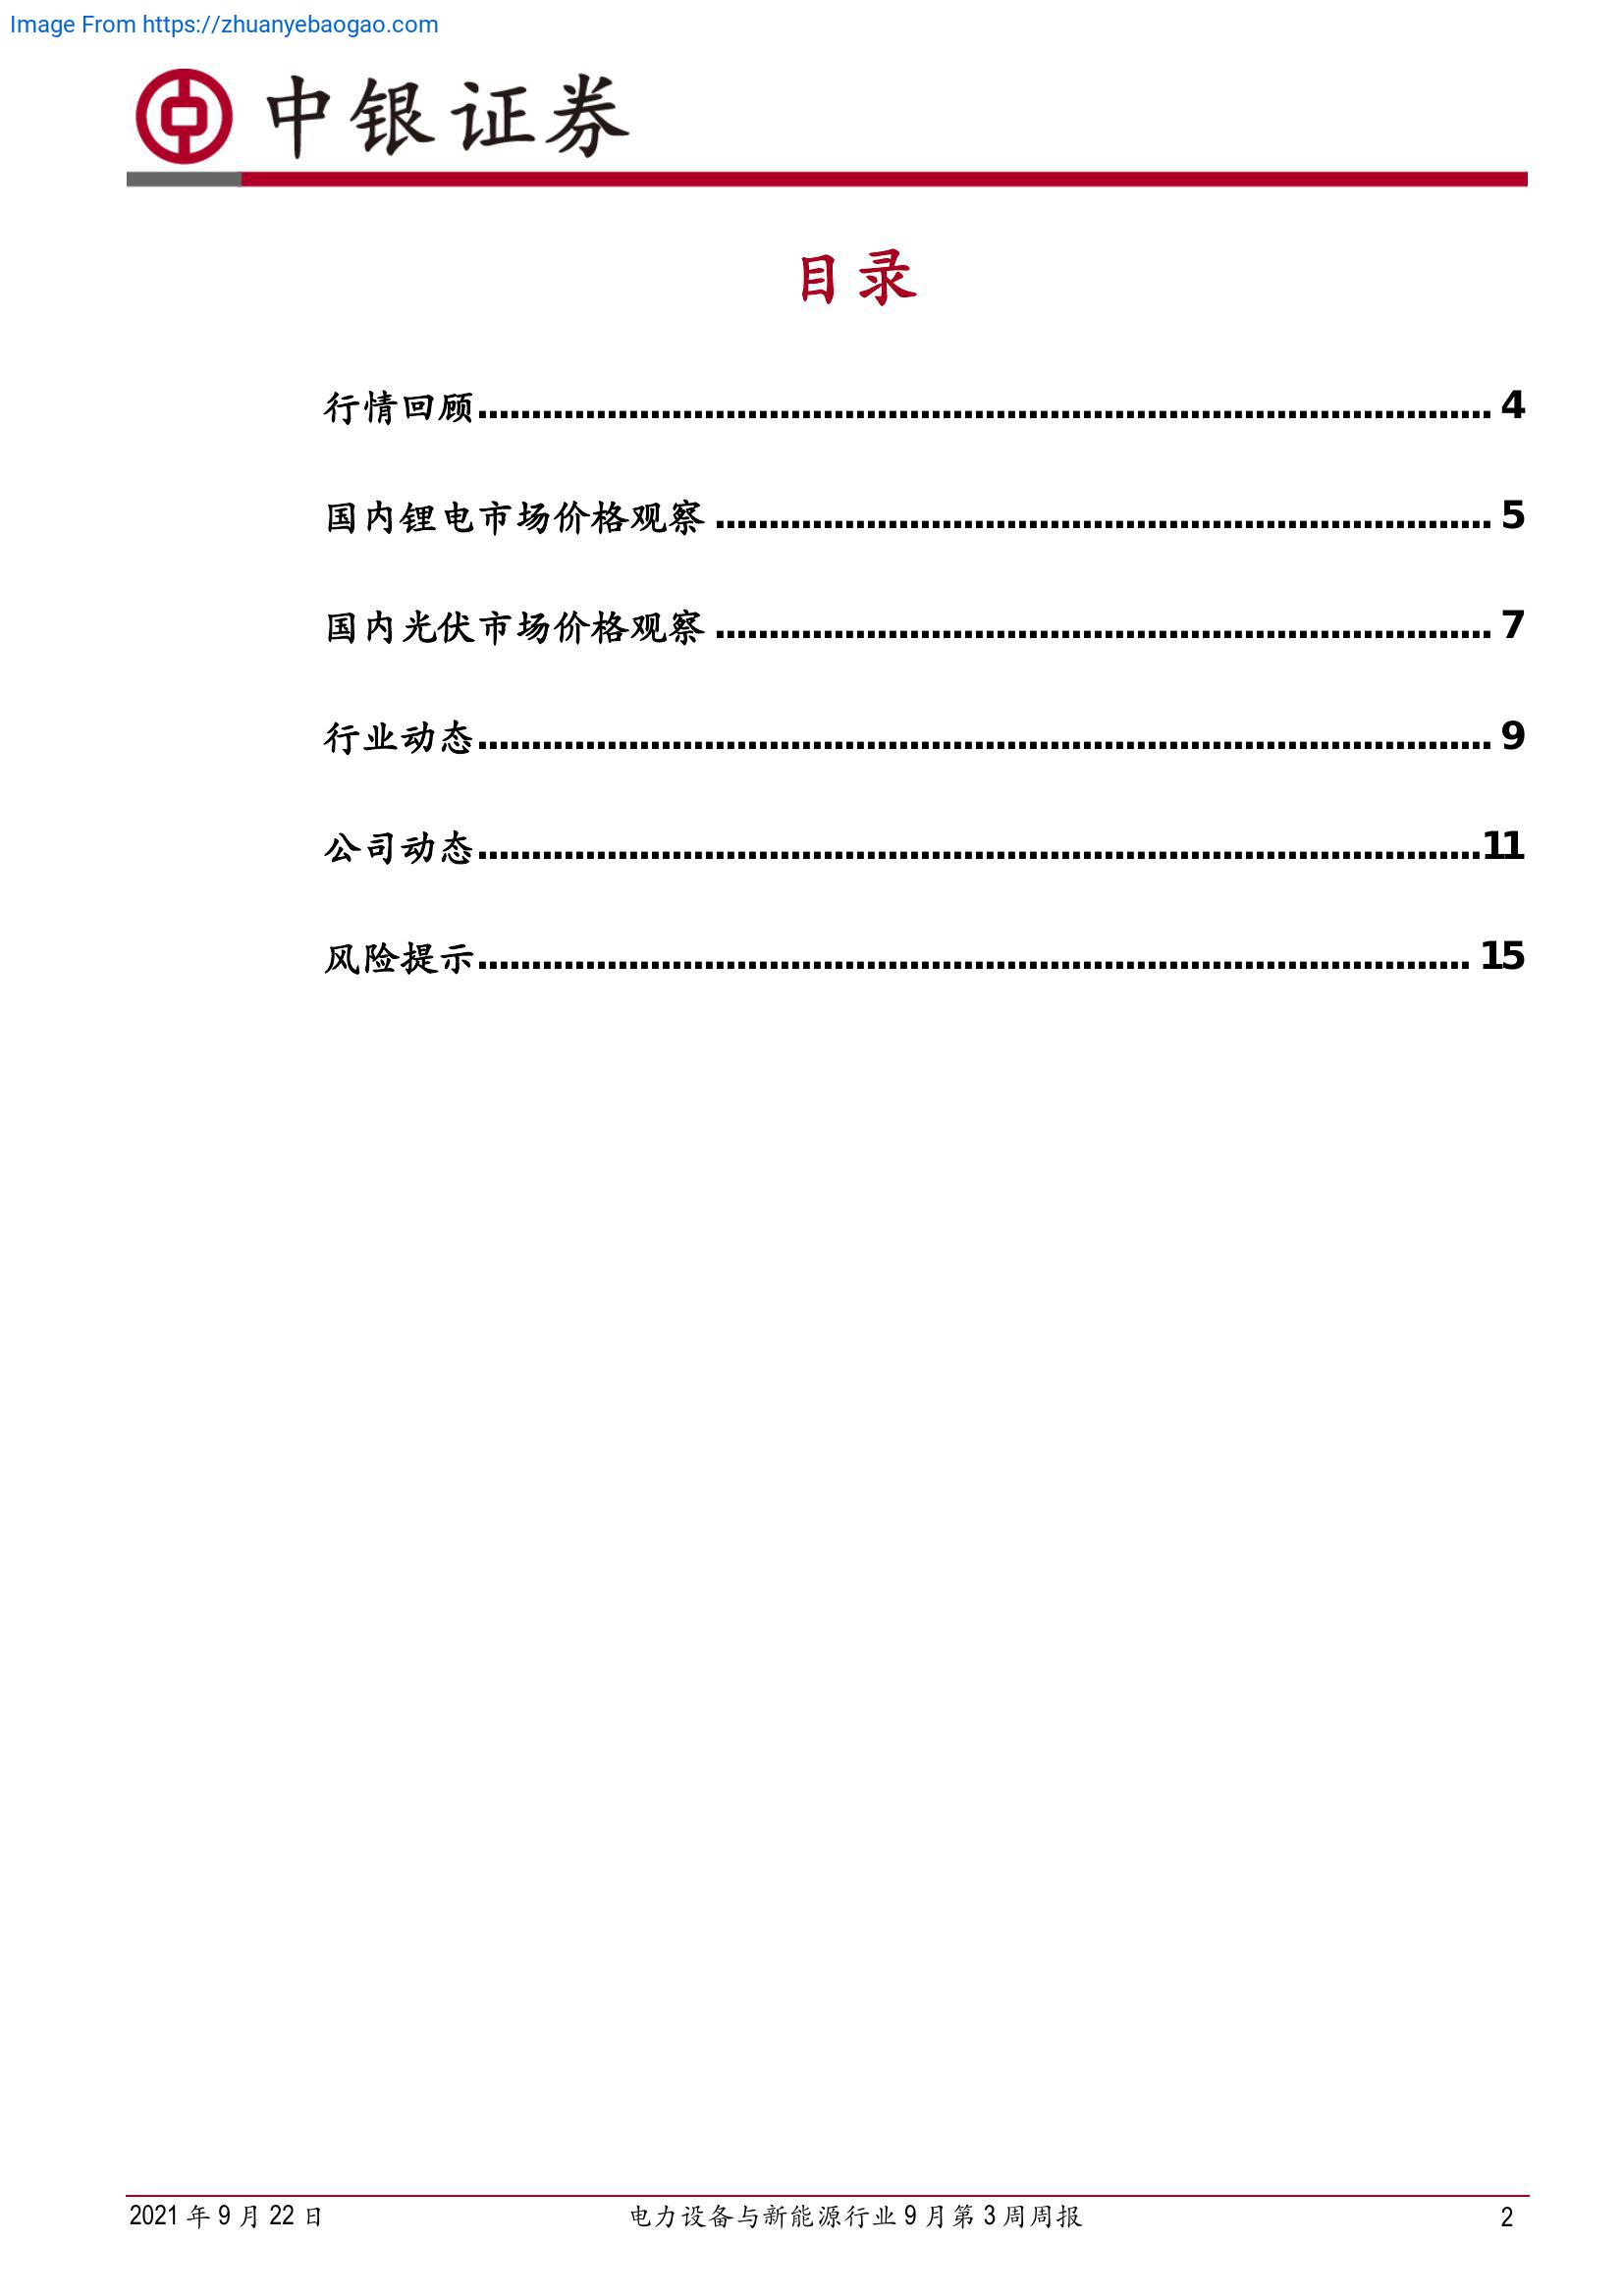 Image From https://zhuanyebaogao.com
中银证券
目录
行情回顾.............................................................................................. 4
国内锂电市场价格观察 ........................................................................ 5
国内光伏市场价格观察 ........................................................................ 7
行业动态.............................................................................................. 9
公司动态.............................................................................................11
风险提示............................................................................................ 15
2021 年 9 月 22 日 电力设备与新能源行业 9 月第 3 周周报 2